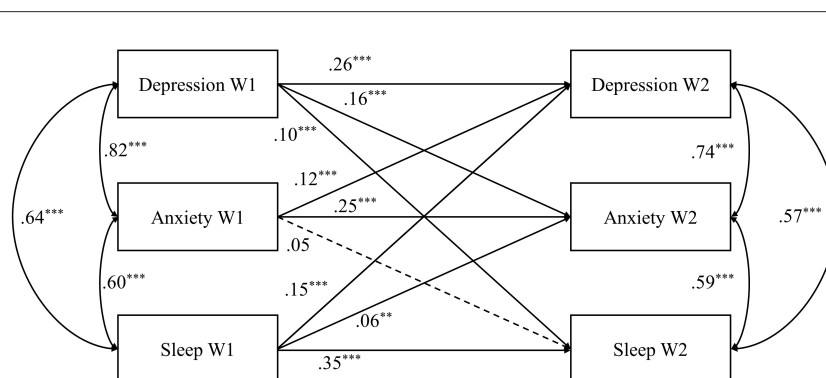 .26***
Depression W1
Depression W2
.16***
.10***
.82***
.74***
.12***
.25***
.64***
Anxiety W1
Anxiety W2
.57***
.05
.60***
.59***
.15***
.06**
Sleep W1
Sleep W2
.35***